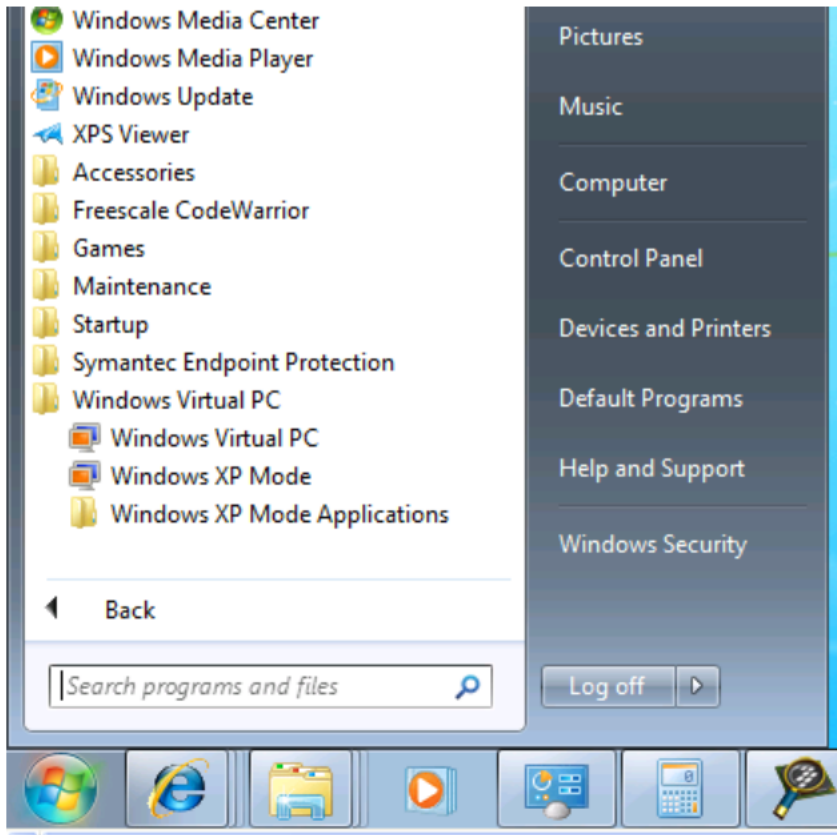 Windows Media Center
Windows Media Player
Windows Update
XPS Viewer
Accessories
Freescale CodeWarrior
Games
Maintenance
Startup
Symantec Endpoint Protection
Windows Virtual PC
Windows Virtual PC
Windows XP Mode
Windows XP Mode Applications
Back
Search programs and files
Pictures
Music
Computer
Control Panel
Devices and Printers
Default Programs
Help and Support
Windows Security
Log off